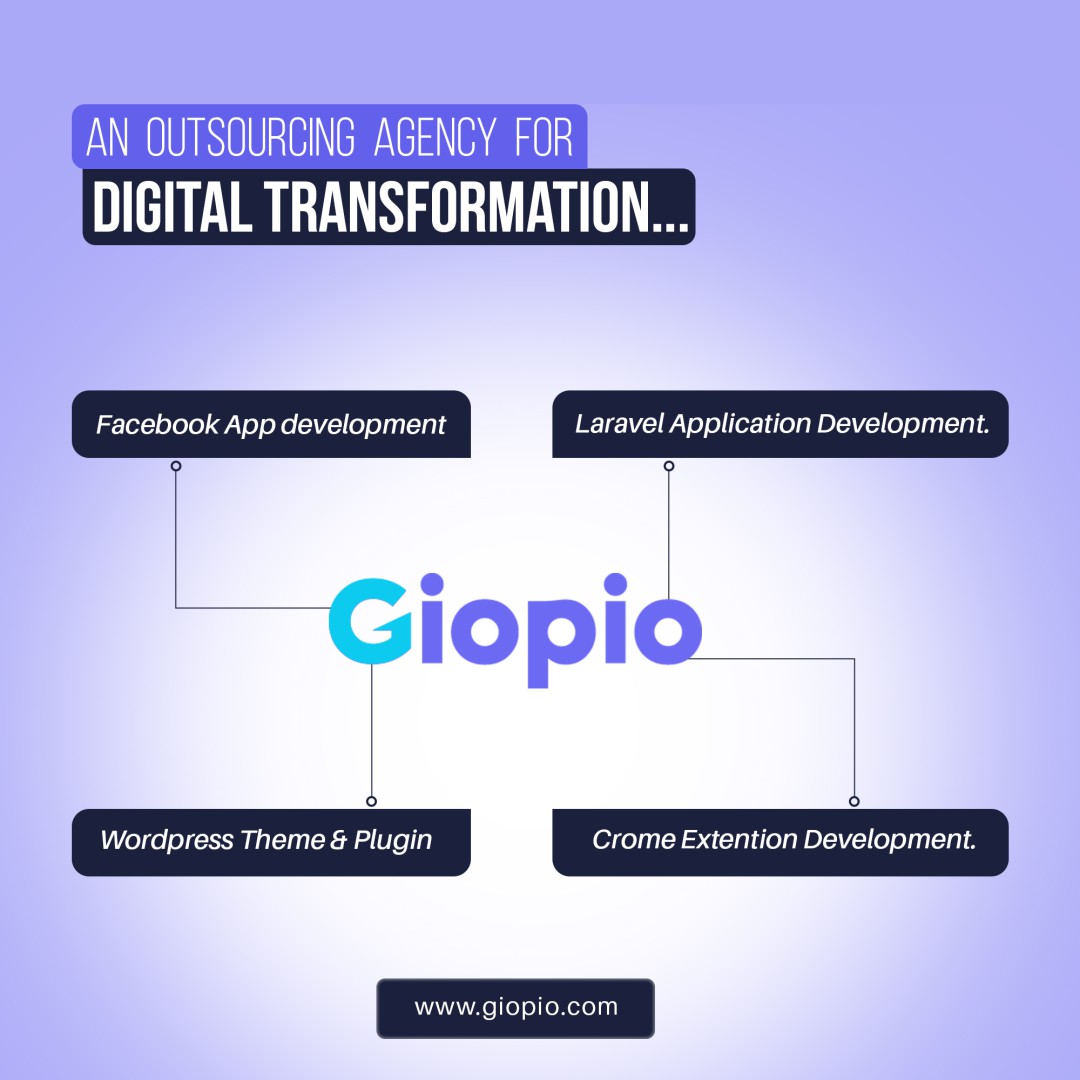 AN OUTSOURCING AGENCY FOR
DIGITAL TRANSFORMATION...
Facebook App development
Laravel Application Development.
Giopio
Wordpress Theme & Plugin
Crome Extention Development.
www.giopio.com